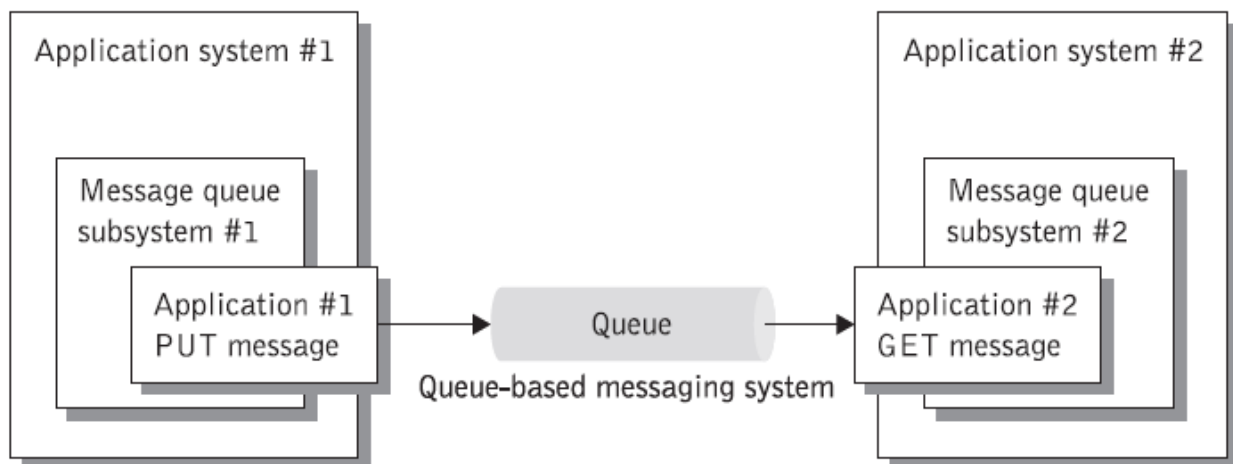 Application system #1
Message queue
subsystem #1
Application #1
PUT message
Queue
Queue-based messaging system
Application system #2
Message queue
subsystem #2
Application #2
GET message